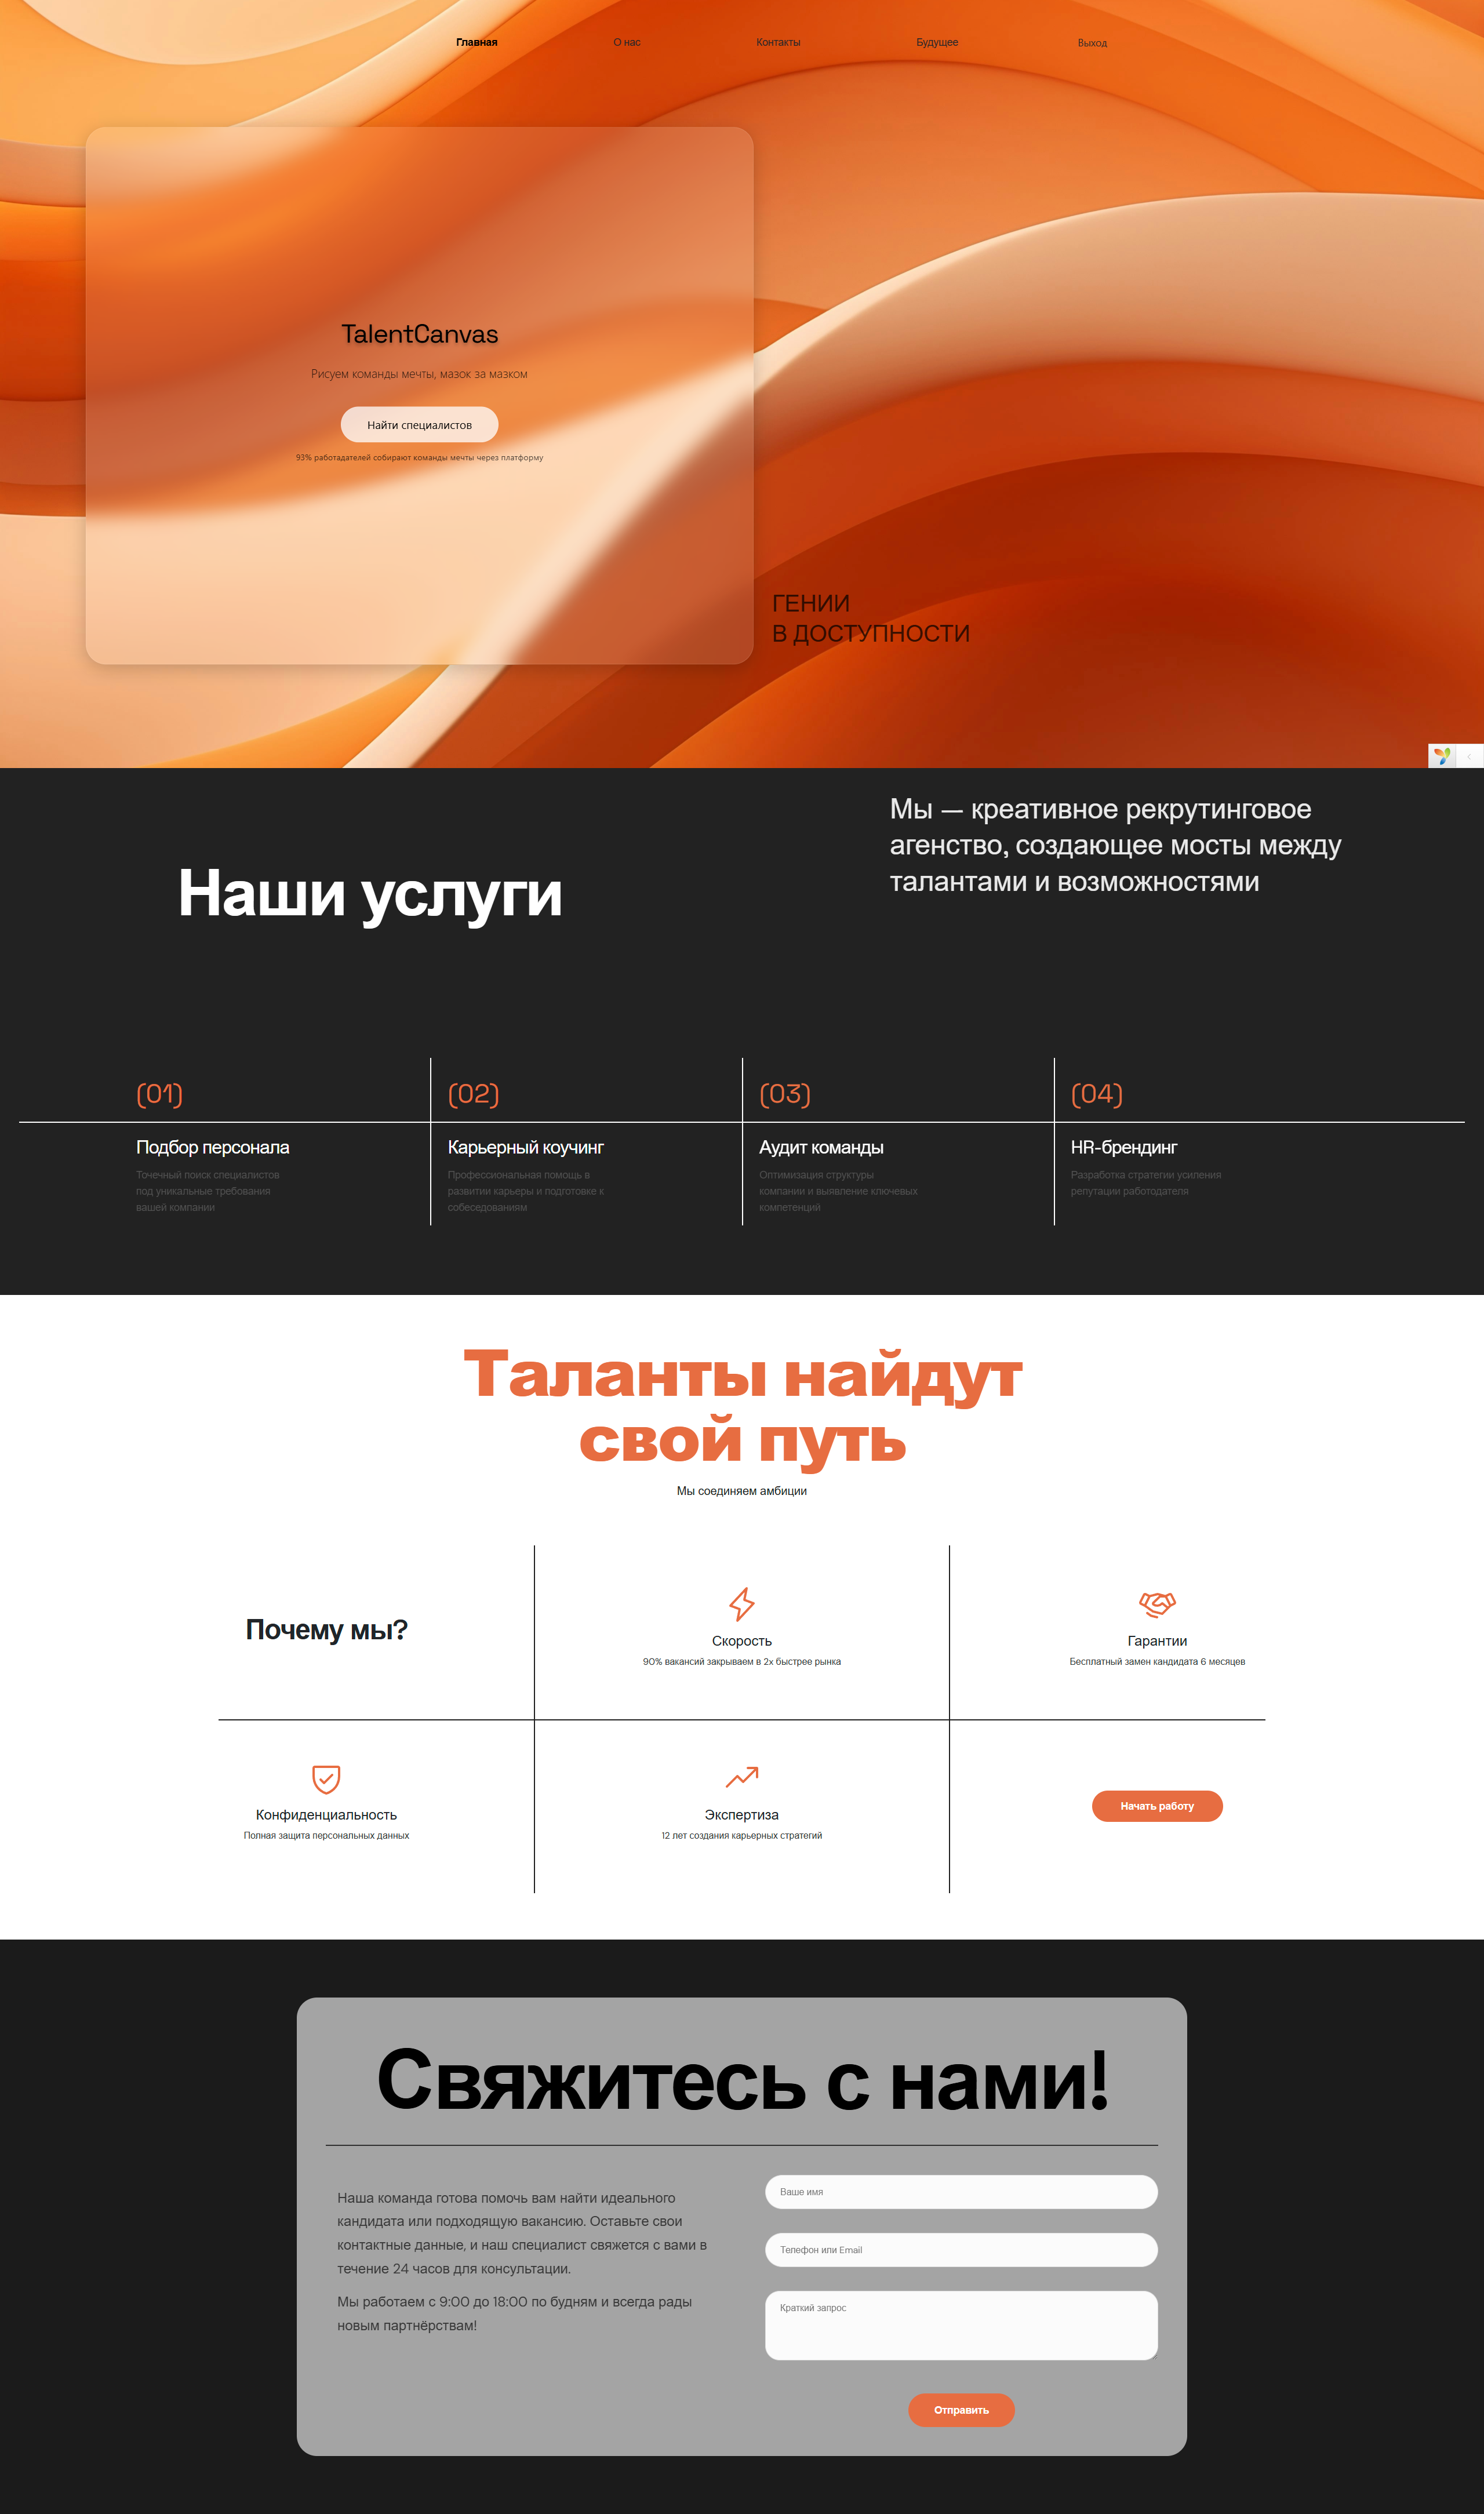 Главная
О нас
Контакты
Будущее
Выход
TalentCanvas
Рисуем команды мечты, мазок за мазком
Найти специалистов
93% работадателей собирают команды мечты через платформу
ГЕНИИ
В ДОСТУПНОСТИ
Мы — креативное рекрутинговое
агенство, создающее мосты между
талантами и возможностями
Наши услуги
(01)
Подбор персонала
Точечный поиск специалистов
под уникальные требования
вашей компании
(02)
Карьерный коучинг
Профессиональная помощь в
развитии карьеры и подготовке к
собеседованиям
(03)
Аудит команды
Оптимизация структуры
компании и выявление ключевых
компетенций
(04)
HR-брендинг
Разработка стратегии усиления
репутации работодателя
Таланты найдут
свой путь
Мы соединяем амбиции
Почему мы?
Скорость
90% вакансий закрываем в 2x быстрее рынка
Гарантии
Бесплатный замен кандидата 6 месяцев
Конфиденциальность
Полная защита персональных данных
Экспертиза
12 лет создания карьерных стратегий
Начать работу
Свяжитесь с нами!
Наша команда готова помочь вам найти идеального
кандидата или подходящую вакансию. Оставьте свои
контактные данные, и наш специалист свяжется с вами в
течение 24 часов для консультации.
Мы работаем с 9:00 до 18:00 по будням и всегда рады
новым партнёрствам!
Ваше имя
Телефон или Email
Краткий запрос
Отправить